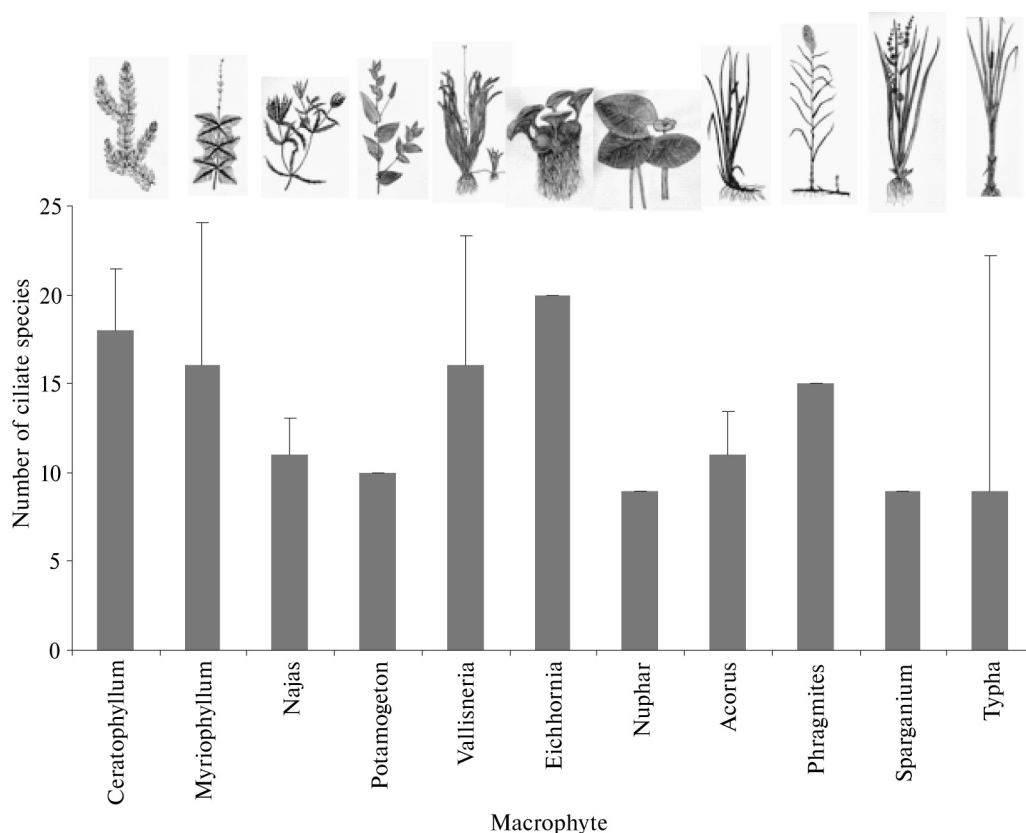 25
20
15
10
5
0
Number of ciliate species
Ceratophyllum
Myriophyllum
Najas
Potamogeton
Vallisneria
Eichhornia
Nuphar
Acorus
Phragmites
Sparganium
Typha
Macrophyte